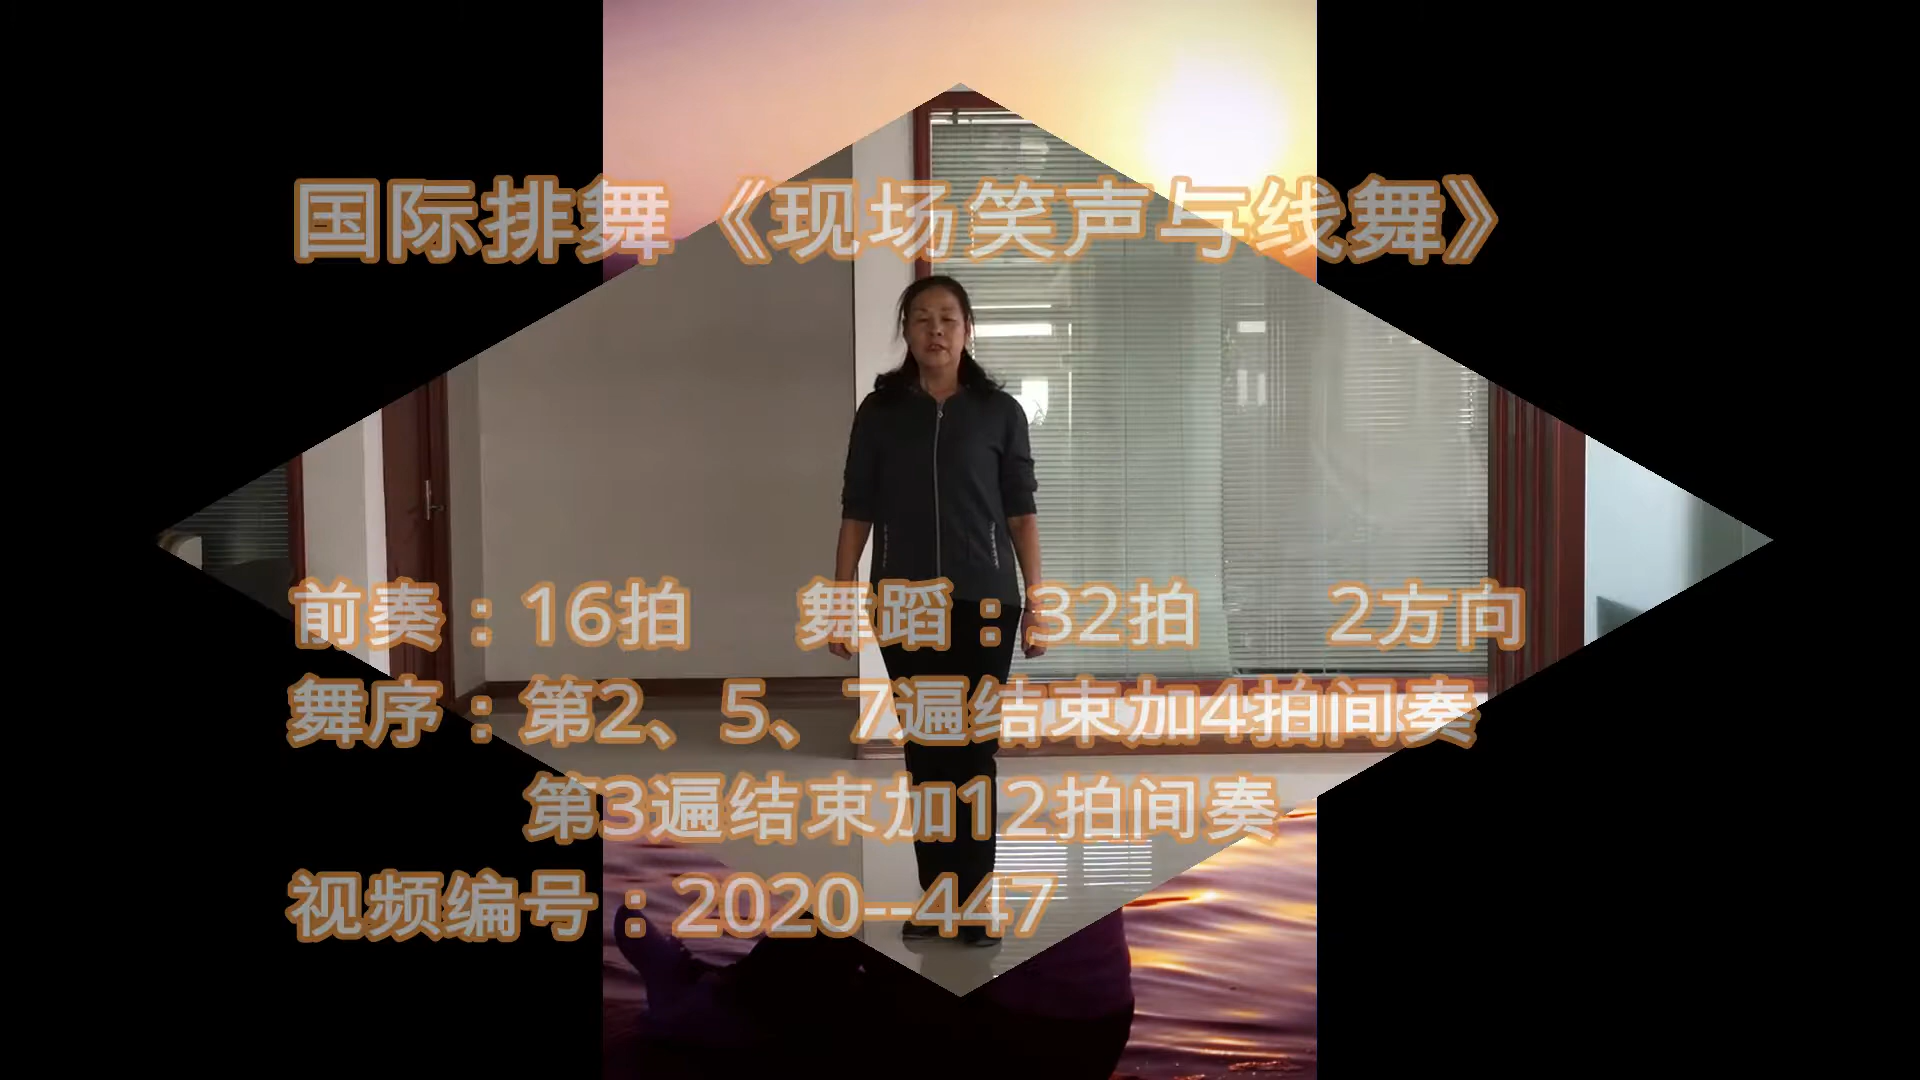 国际排舞《现场笑声与线舞》
前奏：16拍 舞蹈：32拍 2方向
舞序：第2、5、7遍结束加4拍间奏
第3遍结束加12拍间奏
视频编号：2020--447